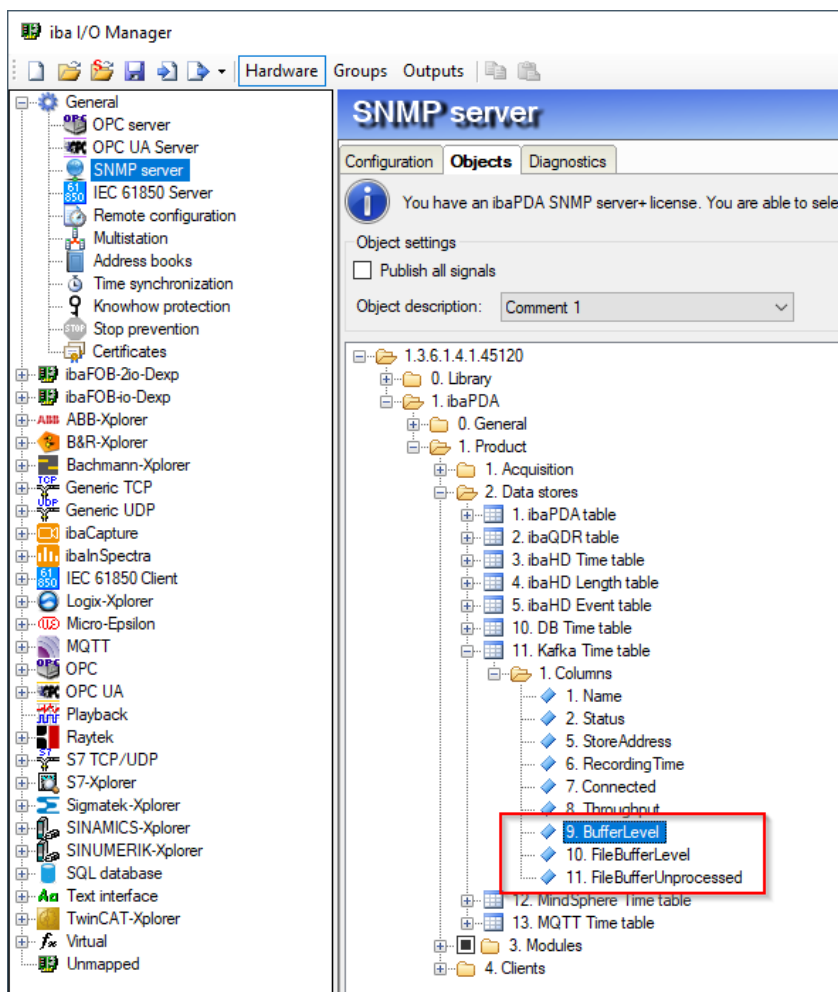 iba I/O Manager
Hardware Groups Outputs
General
OPC server
OPC UA Server
SNMP server
IEC 61850 Server
Remote configuration
Multistation
Address books
Time synchronization
Knowhow protection
Stop prevention
Certificates
ibaFOB-2io-Dexp
ibaFOB-io-Dexp
ABB-Xplorer
B&R-Xplorer
Bachmann-Xplorer
Generic TCP
Generic UDP
ibaCapture
ibaInSpectra
IEC 61850 Client
Logix-Xplorer
Micro-Epsilon
MQTT
OPC
OPC UA
Playback
Raytek
S7 TCP/UDP
S7-Xplorer
Sigmatek-Xplorer
SINAMICS-Xplorer
SINUMERIK-Xplorer
SQL database
Text interface
TwinCAT-Xplorer
Virtual
Unmapped
SNMP server
Configuration Objects Diagnostics
You have an ibaPDA SNMP server+ license. You are able to sele
Object settings
Publish all signals
Object description: Comment 1
1.3.6.1.4.1.45120
0. Library
1. ibaPDA
0. General
1. Product
1. Acquisition
2. Data stores
1. ibaPDA table
2. ibaQDR table
3. ibaHD Time table
4. ibaHD Length table
5. ibaHD Event table
10. DB Time table
11. Kafka Time table
1. Columns
1. Name
2. Status
5. StoreAddress
6. RecordingTime
7. Connected
8. Throughput
9. BufferLevel
10. FileBufferLevel
11. FileBufferUnprocessed
12. MindSphere Time table
13. MQTT Time table
3. Modules
4. Clients